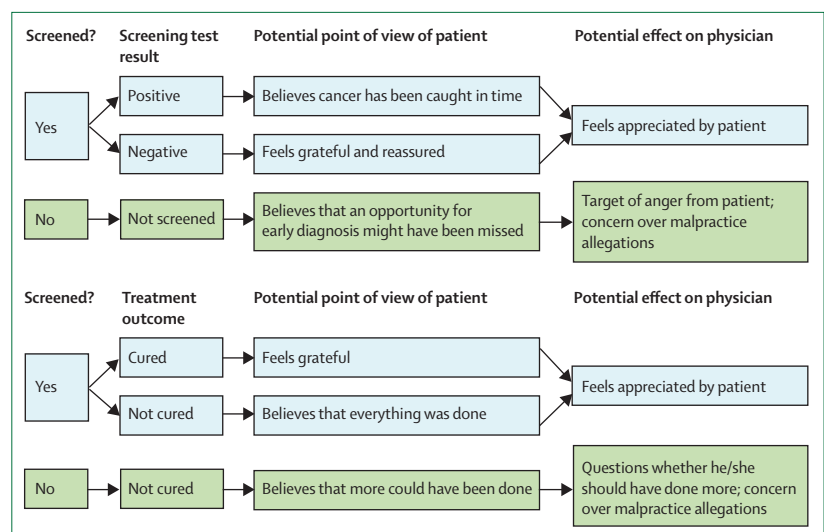 Screened?
Screening test
result
Potential point of view of patient
Potential effect on physician
Yes
Positive
Believes cancer has been caught in time
Negative
Feels grateful and reassured
Feels appreciated by patient
No
Not screened
Believes that an opportunity for
early diagnosis might have been missed
Target of anger from patient;
concern over malpractice
allegations
Screened?
Treatment
outcome
Potential point of view of patient
Potential effect on physician
Yes
Cured
Feels grateful
Not cured
Believes that everything was done
Feels appreciated by patient
No
Not cured
Believes that more could have been done
Questions whether he/she
should have done more; concern
over malpractice allegations